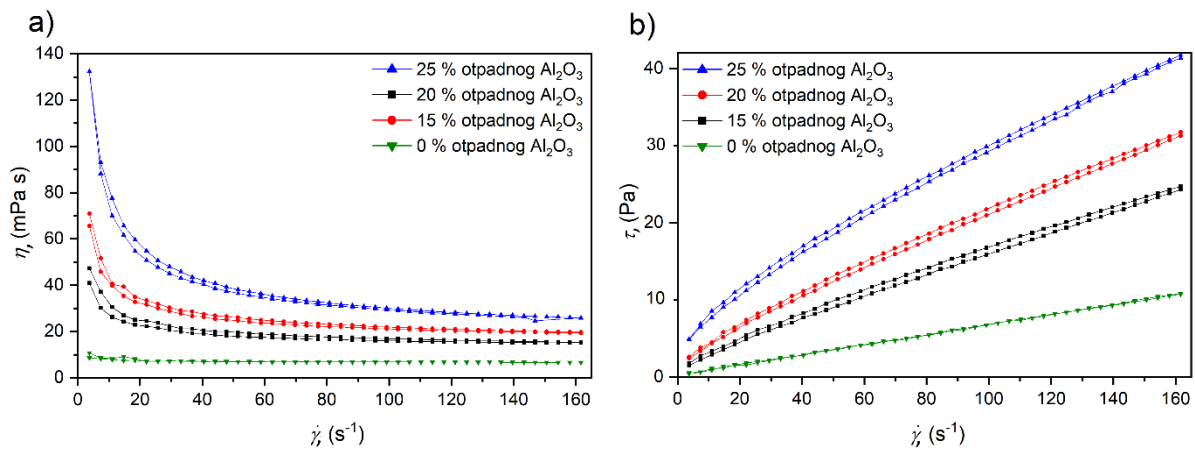 a)
140
120
100
80
60
40
20
0
η, (mPa s)
25 % otpadnog Al₂O₃
20 % otpadnog Al₂O₃
15 % otpadnog Al₂O₃
0 % otpadnog Al₂O₃
0 20 40 60 80 100 120 140 160
γ̇, (s⁻¹)
b)
40
30
20
10
0
τ, (Pa)
25 % otpadnog Al₂O₃
20 % otpadnog Al₂O₃
15 % otpadnog Al₂O₃
0 % otpadnog Al₂O₃
0 20 40 60 80 100 120 140 160
γ̇, (s⁻¹)